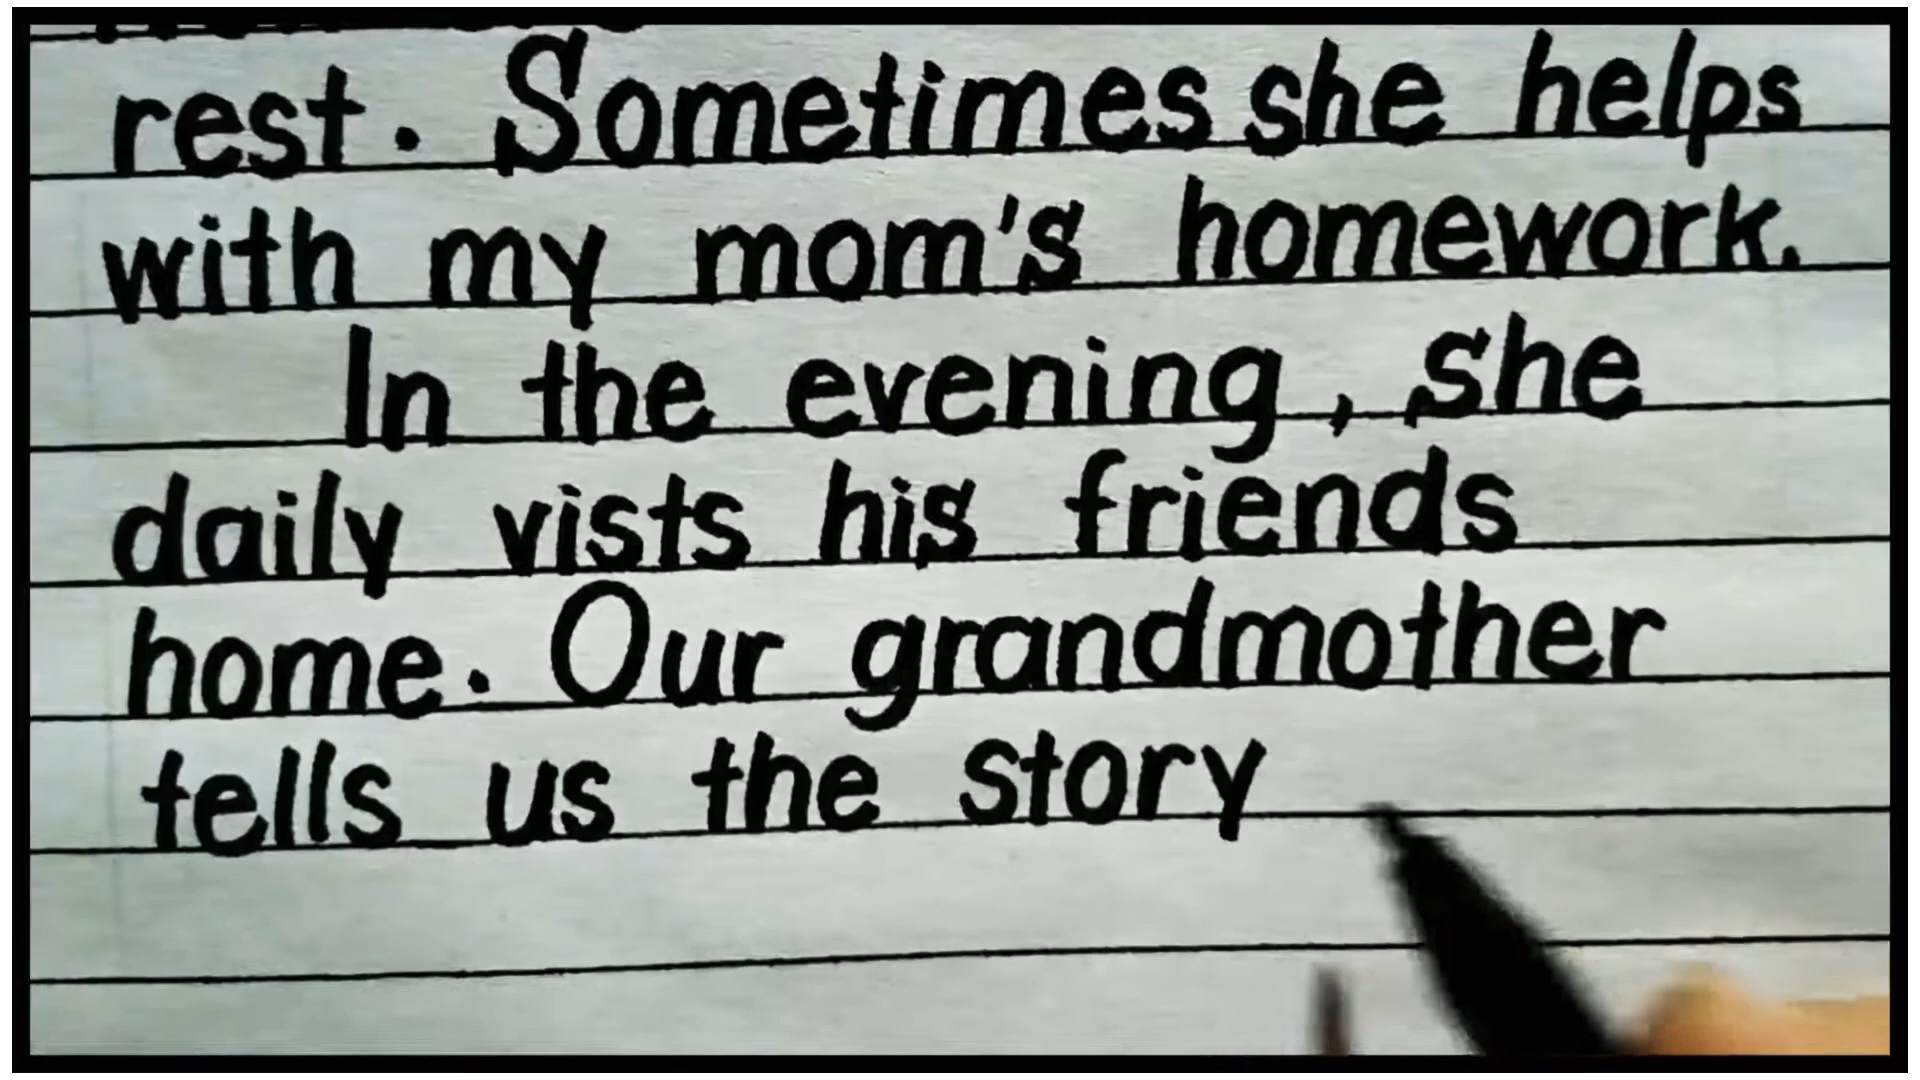 rest. Sometimes she helps
with my mom's homework.
In the evening, she
daily vists his friends
home. Our grandmother
tells us the story